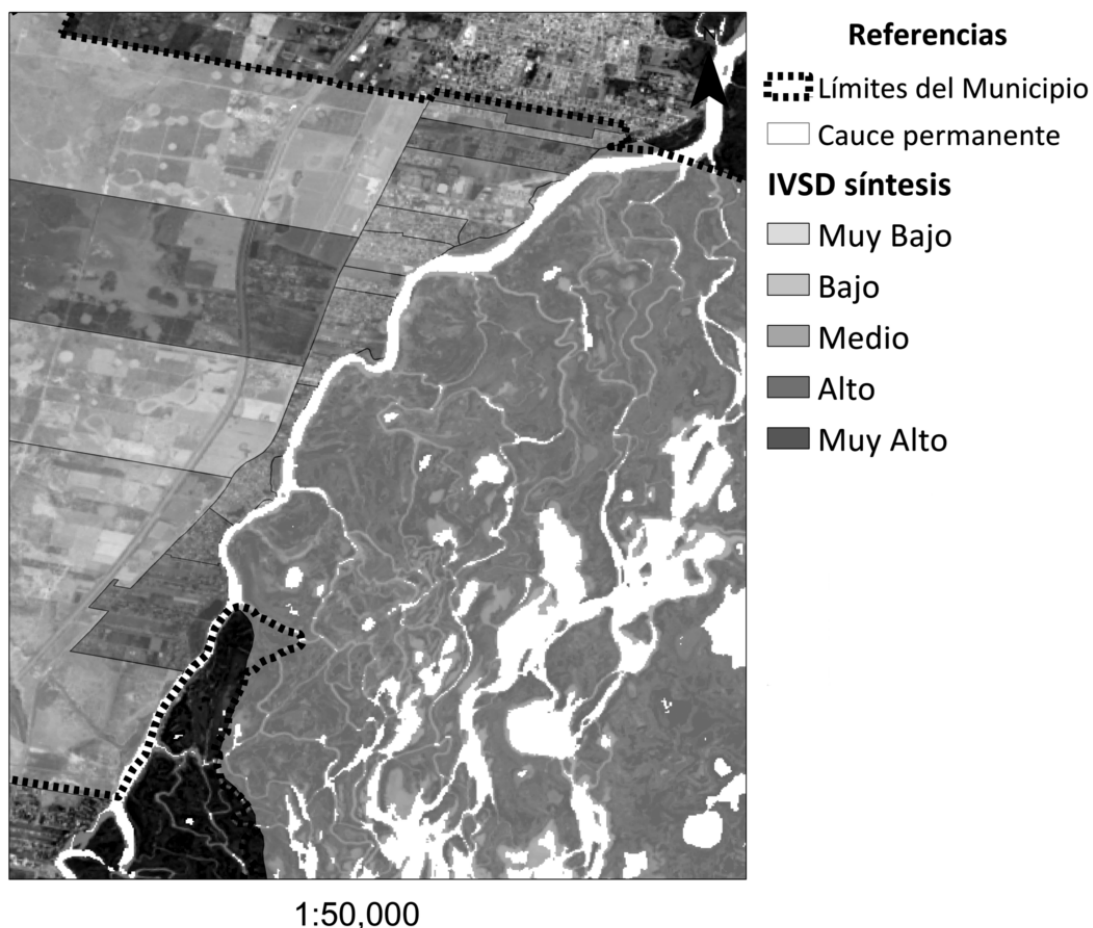 Referencias
Límites del Municipio
Cauce permanente
IVSD síntesis
Muy Bajo
Bajo
Medio
Alto
Muy Alto
1:50,000